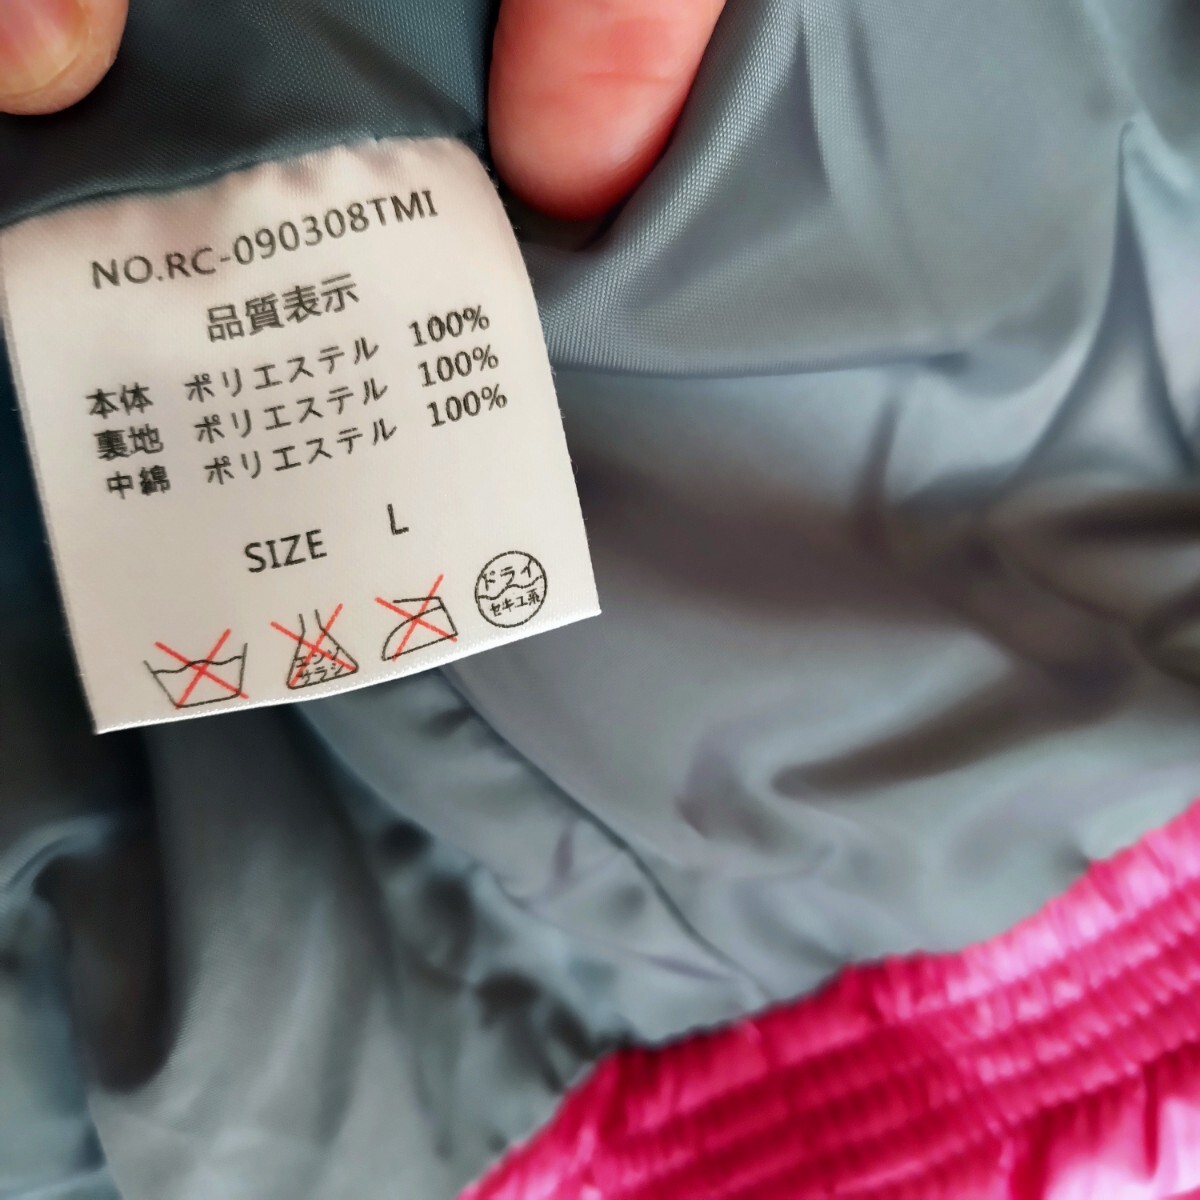 NO.RC-090308TMI
品質表示
本体 ポリエステル 100%
裏地 ポリエステル 100%
中綿 ポリエステル 100%
SIZE L
エンソ
サラシ
ドライ
セキユ系